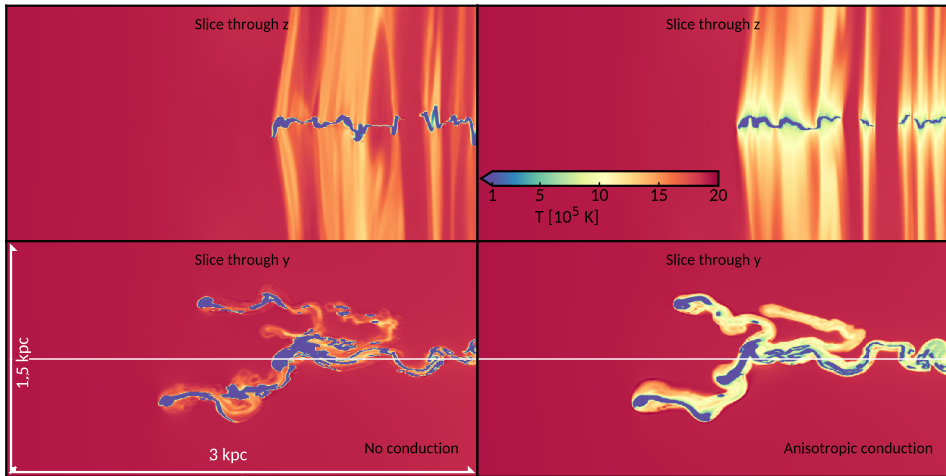 Slice through z
Slice through z
1 5 10 15 20
T [10⁵ K]
Slice through y
Slice through y
1,5 kpc
3 kpc
No conduction
Anisotropic conduction